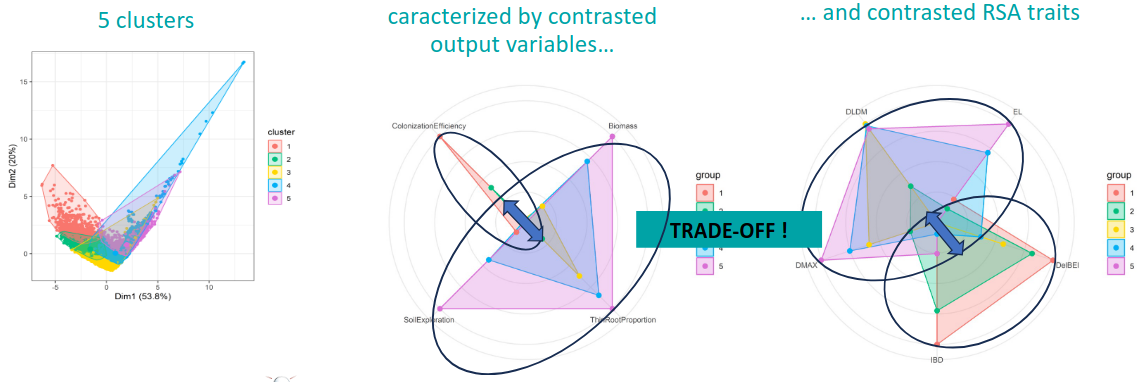 5 clusters
caracterized by contrasted
output variables…
… and contrasted RSA traits
Dim2 (20%)
15
10
5
0
-5
0
5
10
Dim1 (53.8%)
cluster
1
2
3
4
5
ColonizationEfficiency
Biomass
SoilExploration
ThinRootProportion
group
1
2
4
5
TRADE-OFF !
DLDM
EL
DMAX
DelBEI
IBD
group
1
2
3
4
5